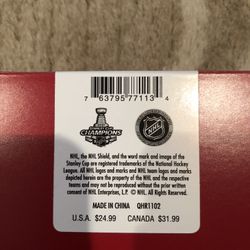 7 63795 77113 4
CHAMPIONS
NHL
NHL, the NHL Shield, and the word mark and image of the
Stanley Cup are registered trademarks of the National Hockey
League. All NHL logos and marks and NHL team logos and marks
depicted herein are the property of the NHL and the respective
teams and may not be reproduced without the prior written
consent of NHL Enterprises, L.P. © NHL. All Rights Reserved.
MADE IN CHINA QHR1102
U.S.A. $24.99 CANADA $31.99